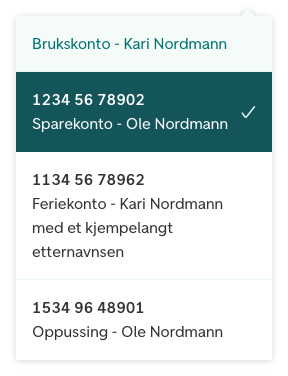 Brukskonto - Kari Nordmann
1234 56 78902
Sparekonto - Ole Nordmann
1134 56 78962
Feriekonto - Kari Nordmann
med et kjempelangt
etternavnsen
1534 96 48901
Oppussing - Ole Nordmann